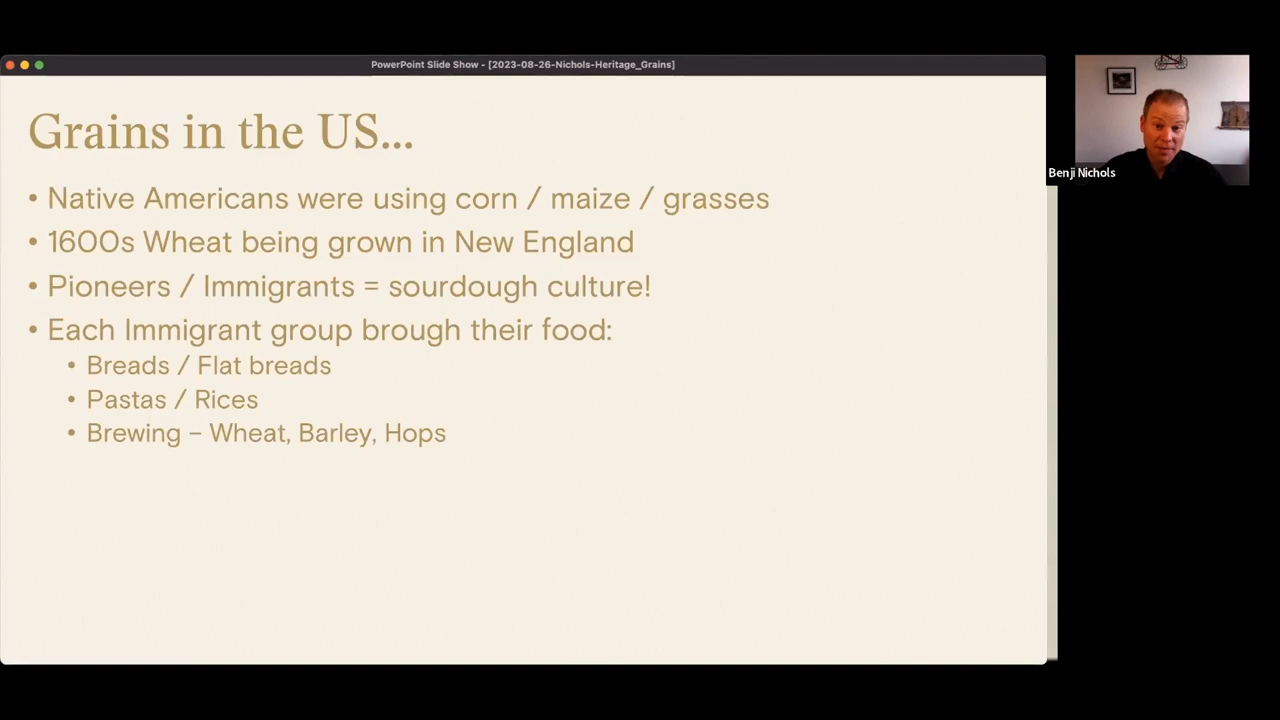 PowerPoint Slide Show - [2023-08-26-Nichols-Heritage_Grains]
Grains in the US...
• Native Americans were using corn / maize / grasses
• 1600s Wheat being grown in New England
• Pioneers / Immigrants = sourdough culture!
• Each Immigrant group brough their food:
• Breads / Flat breads
• Pastas / Rices
• Brewing – Wheat, Barley, Hops
Benji Nichols